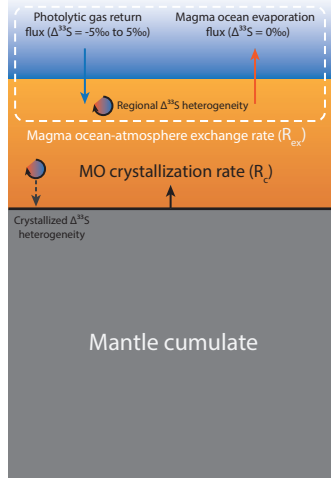 Photolytic gas return
flux (Δ³³S = -5‰ to 5‰)
Magma ocean evaporation
flux (Δ³³S = 0‰)
Regional Δ³³S heterogeneity
Magma ocean-atmosphere exchange rate (Rₑₓ)
MO crystallization rate (R꜀)
Crystallized Δ³³S
heterogeneity
Mantle cumulate